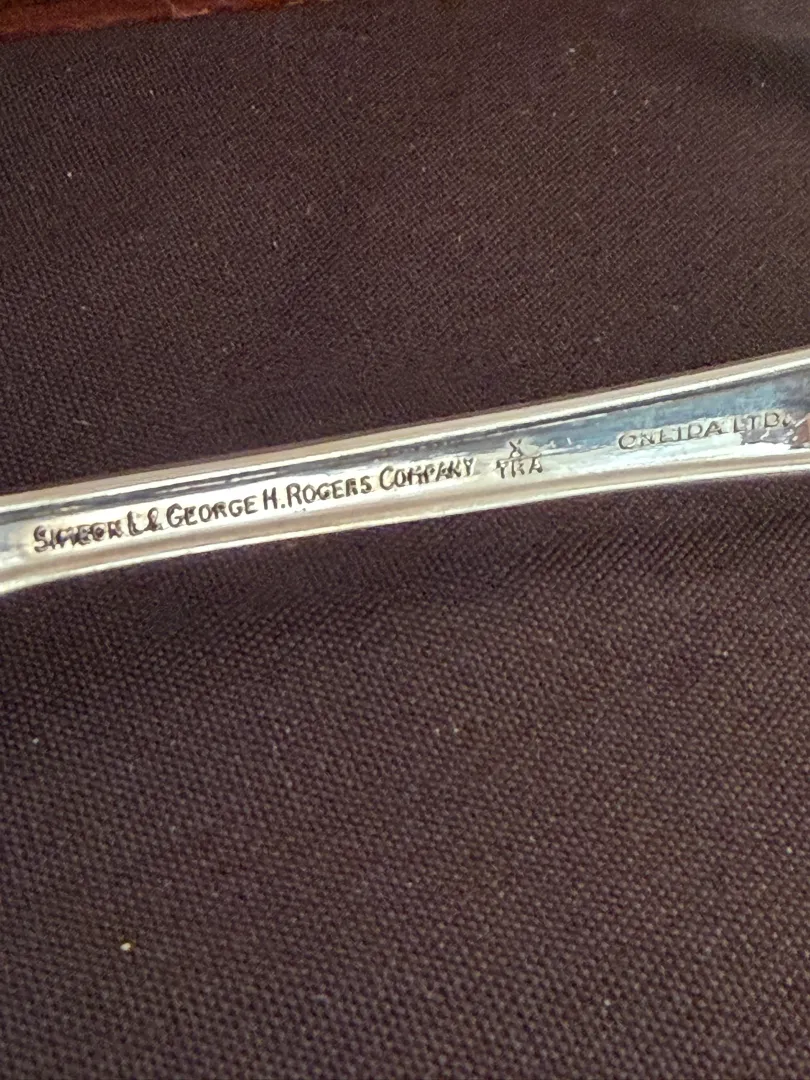 SIMEON L & GEORGE H. ROGERS COMPANY X TRA ONEIDA LTD.